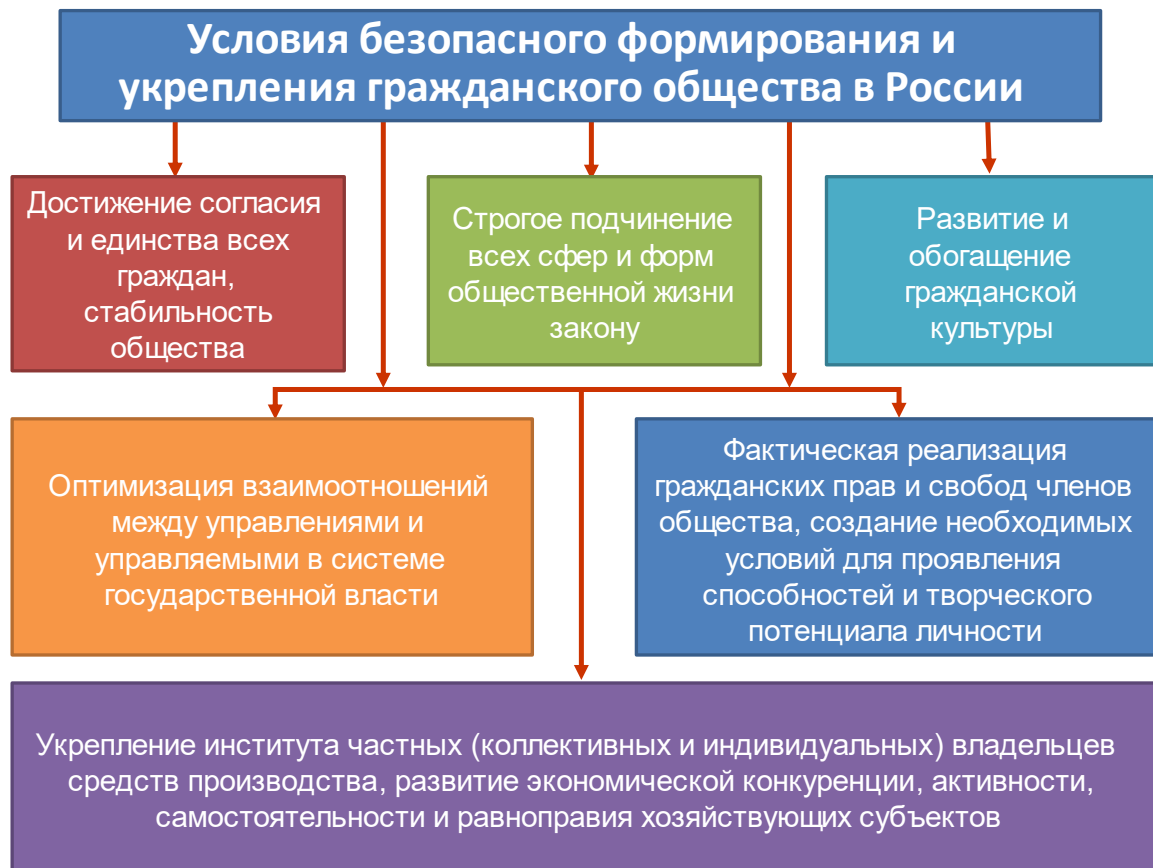 Условия безопасного формирования и
укрепления гражданского общества в России
Достижение согласия
и единства всех
граждан,
стабильность
общества
Строгое подчинение
всех сфер и форм
общественной жизни
закону
Развитие и
обогащение
гражданской
культуры
Оптимизация взаимоотношений
между управлениями и
управляемыми в системе
государственной власти
Фактическая реализация
гражданских прав и свобод членов
общества, создание необходимых
условий для проявления
способностей и творческого
потенциала личности
Укрепление института частных (коллективных и индивидуальных) владельцев
средств производства, развитие экономической конкуренции, активности,
самостоятельности и равноправия хозяйствующих субъектов